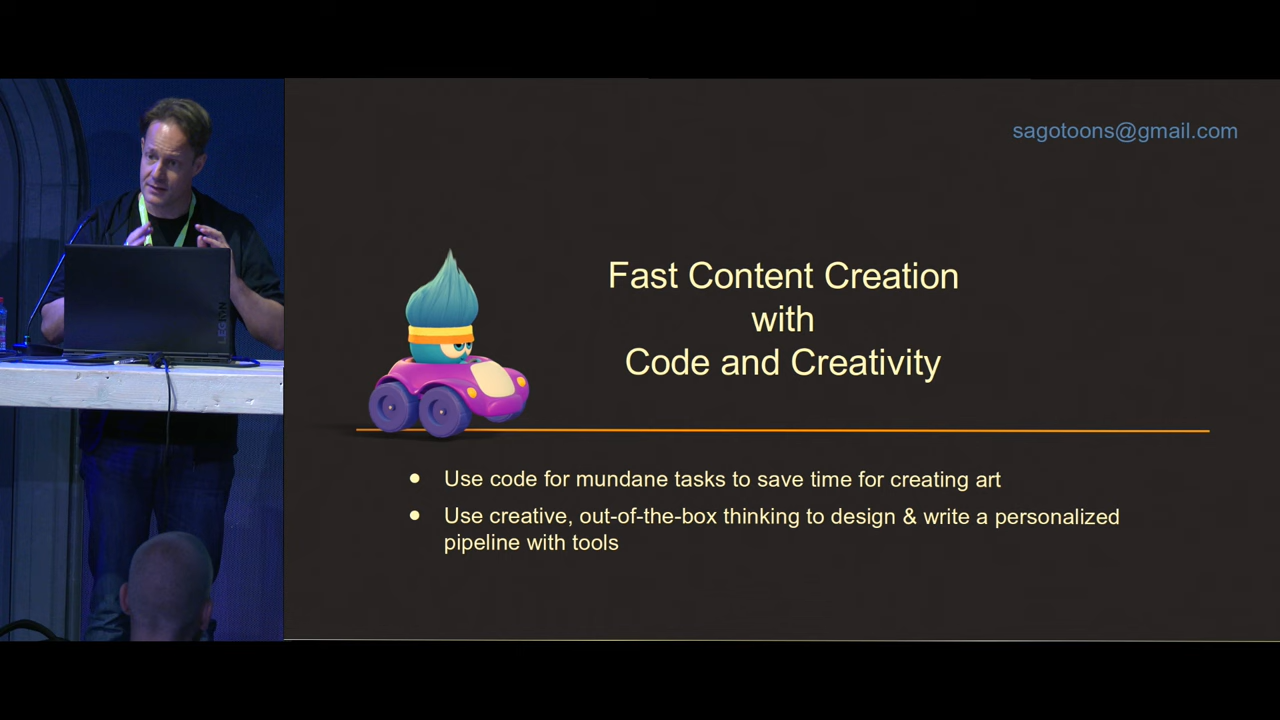 sagotoons@gmail.com
Fast Content Creation
with
Code and Creativity
● Use code for mundane tasks to save time for creating art
● Use creative, out-of-the-box thinking to design & write a personalized
pipeline with tools
LEGION